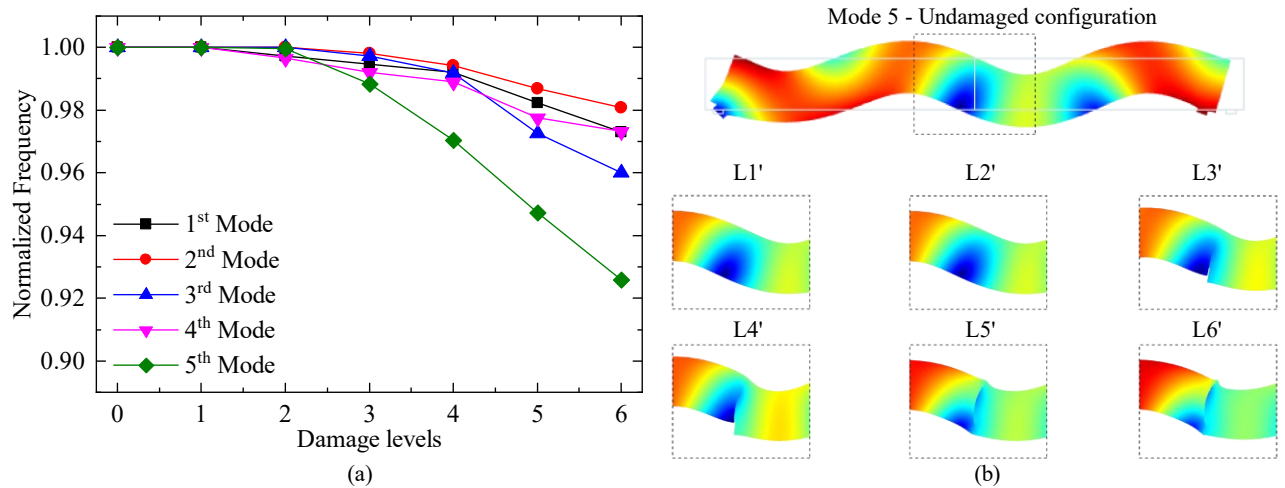 Normalized Frequency
1.00
0.98
0.96
0.94
0.92
0.90
1st Mode
2nd Mode
3rd Mode
4th Mode
5th Mode
0 1 2 3 4 5 6
Damage levels
(a)
Mode 5 - Undamaged configuration
L1' L2' L3'
L4' L5' L6'
(b)